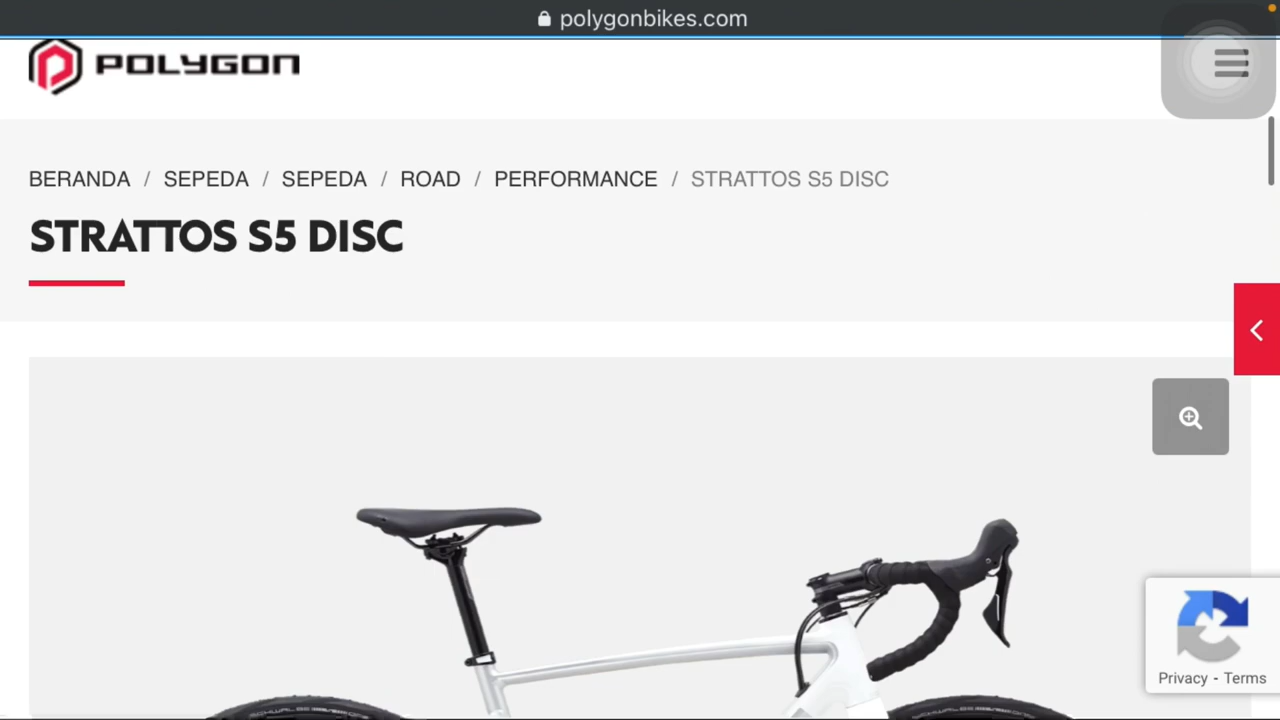 polygonbikes.com
POLYGON
BERANDA / SEPEDA / SEPEDA / ROAD / PERFORMANCE / STRATTOS S5 DISC
STRATTOS S5 DISC
Privacy - Terms